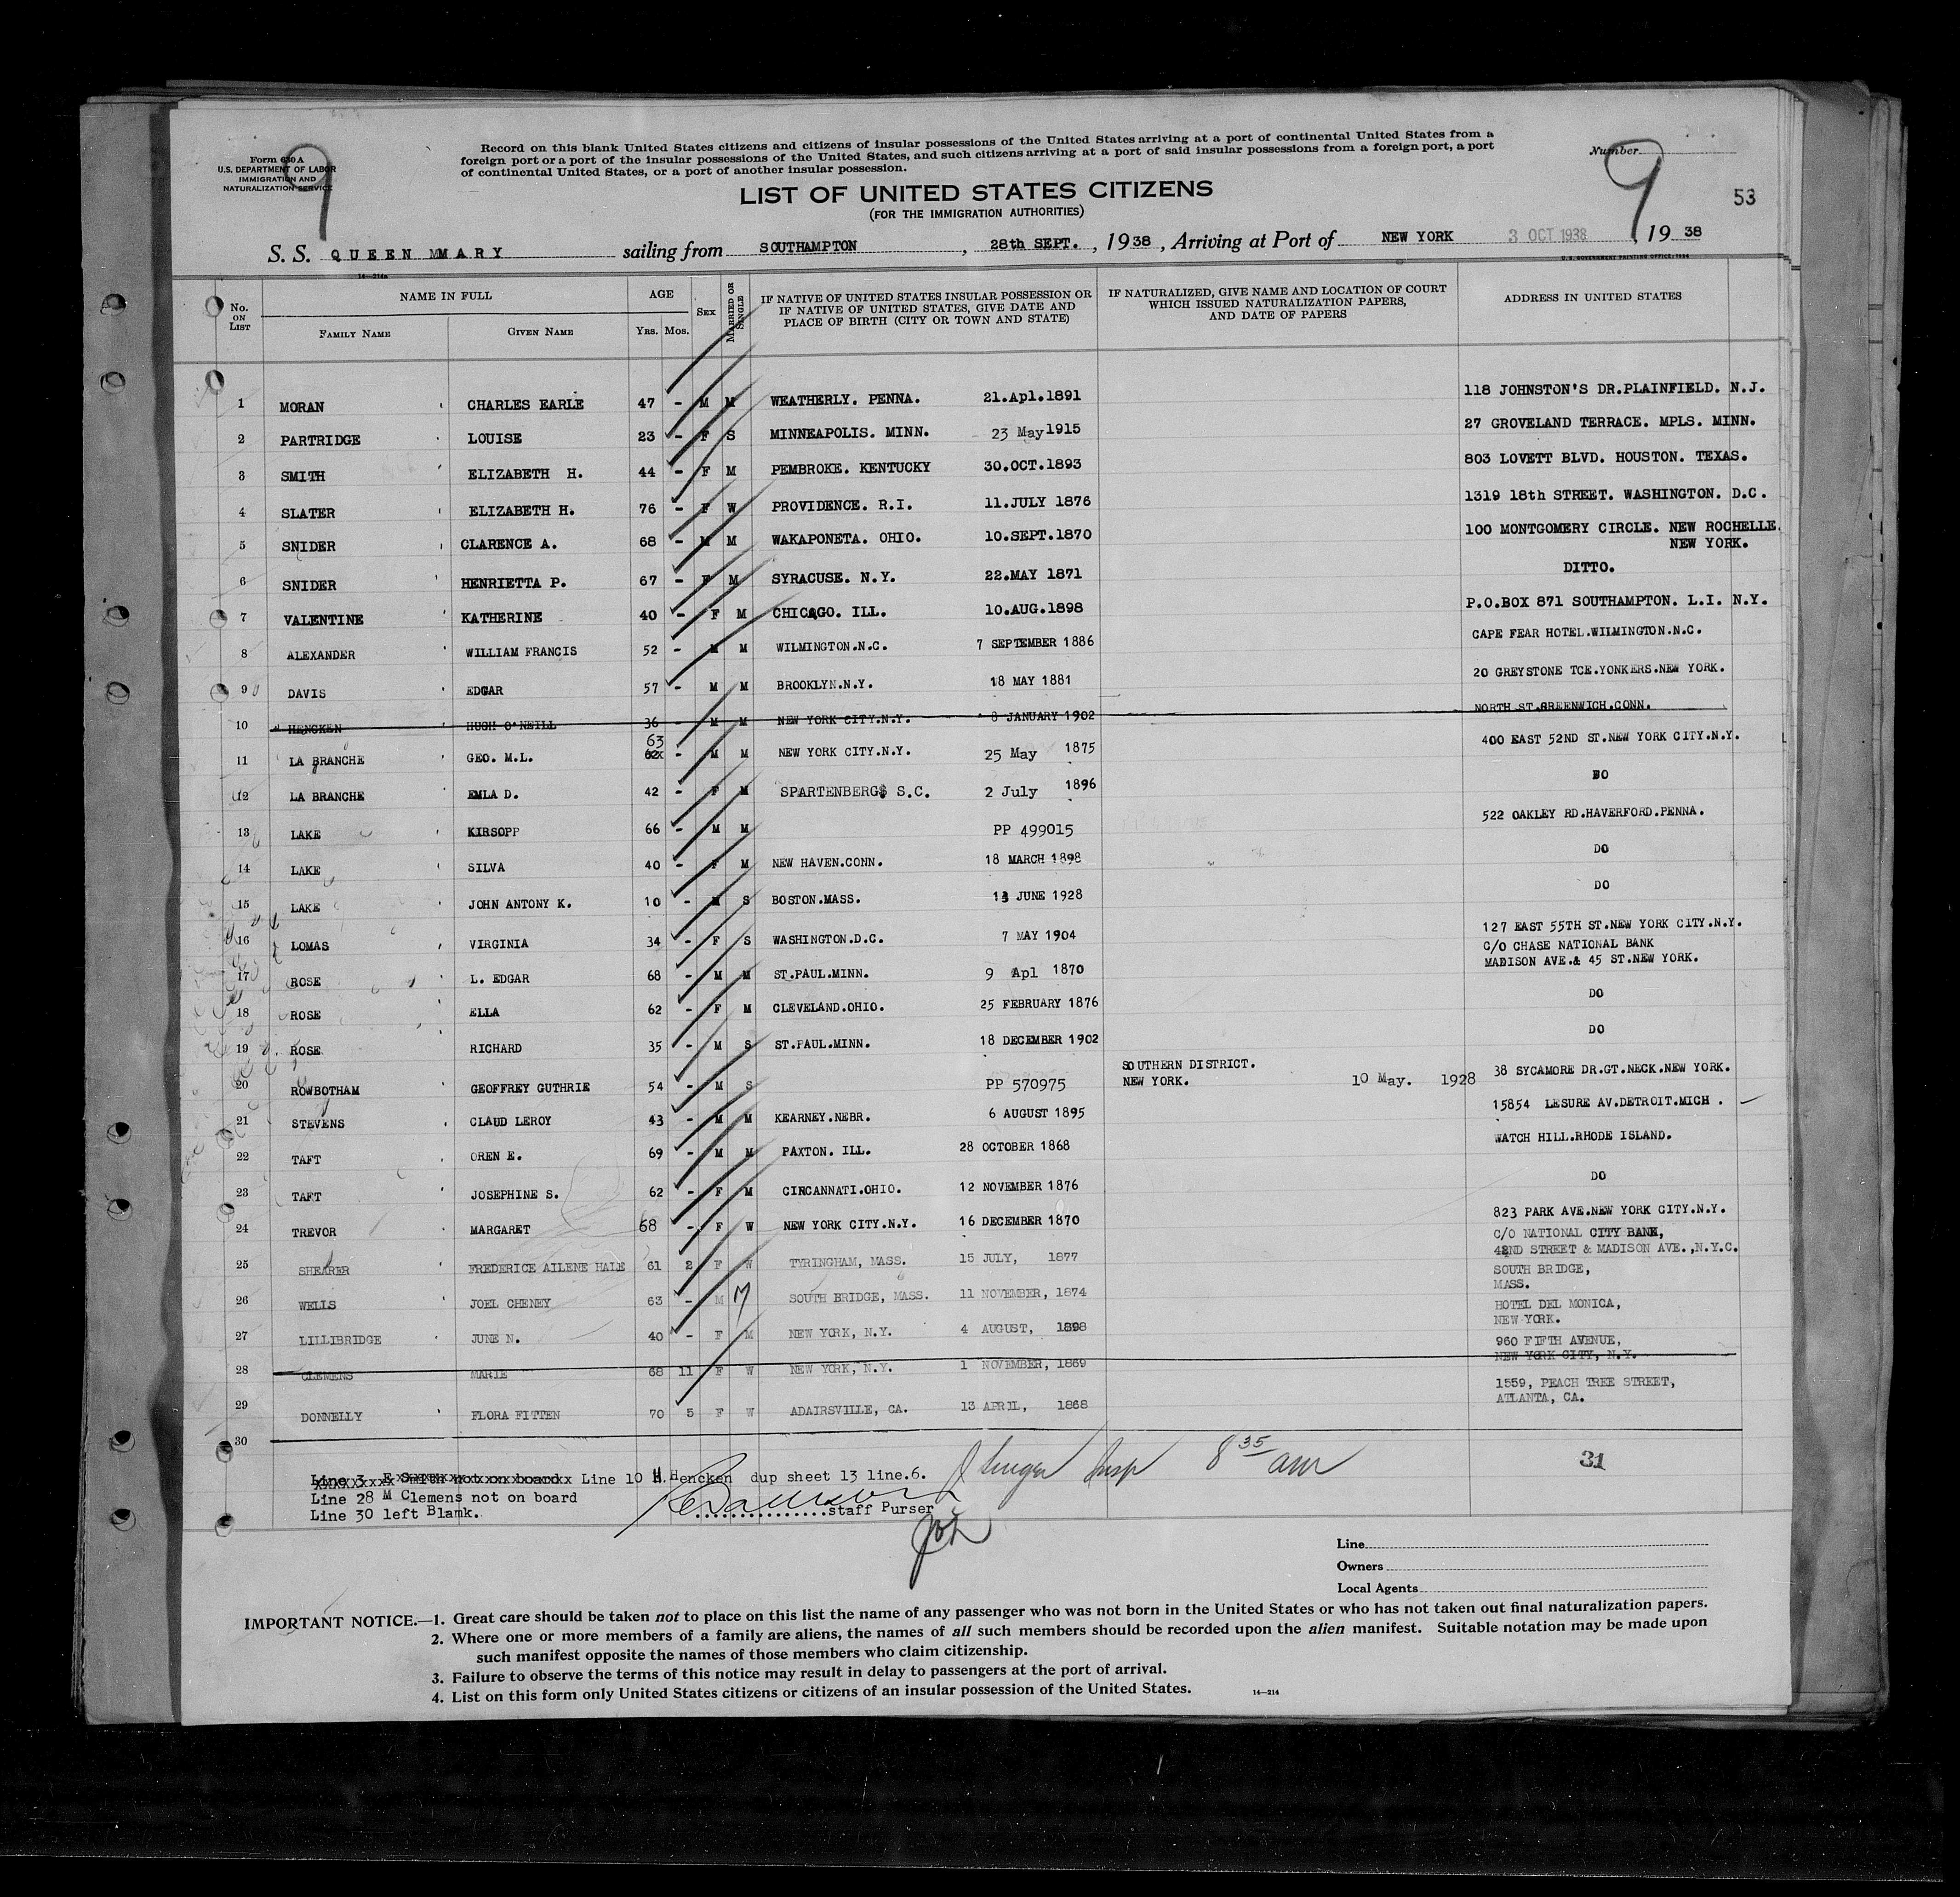 Form 630 A
U.S. DEPARTMENT OF LABOR
IMMIGRATION AND
NATURALIZATION SERVICE
9
Record on this blank United States citizens and citizens of insular possessions of the United States arriving at a port of continental United States from a
foreign port or a port of the insular possessions of the United States, and such citizens arriving at a port of said insular possessions from a foreign port, a port
of continental United States, or a port of another insular possession.
Number
9
53
LIST OF UNITED STATES CITIZENS
(FOR THE IMMIGRATION AUTHORITIES)
S. S. QUEEN MMARY sailing from SOUTHAMPTON, 28th SEPT., 1938, Arriving at Port of NEW YORK 3 OCT 1938, 1938
14—214a
U.S. GOVERNMENT PRINTING OFFICE: 1934
No. ON LIST NAME IN FULL AGE SEX MARRIED OR SINGLE IF NATIVE OF UNITED STATES INSULAR POSSESSION OR IF NATIVE OF UNITED STATES, GIVE DATE AND PLACE OF BIRTH (CITY OR TOWN AND STATE) IF NATURALIZED, GIVE NAME AND LOCATION OF COURT WHICH ISSUED NATURALIZATION PAPERS, AND DATE OF PAPERS ADDRESS IN UNITED STATES
FAMILY NAME GIVEN NAME YRS. MOS.
1 MORAN CHARLES EARLE 47 - M M WEATHERLY. PENNA. 21.Apl.1891 118 JOHNSTON'S DR.PLAINFIELD. N.J.
2 PARTRIDGE LOUISE 23 - F S MINNEAPOLIS. MINN. 23 May 1915 27 GROVELAND TERRACE. MPLS. MINN.
3 SMITH ELIZABETH H. 44 - F M PEMBROKE. KENTUCKY 30.OCT.1893 803 LOVETT BLVD. HOUSTON. TEXAS.
4 SLATER ELIZABETH H. 76 - F W PROVIDENCE. R.I. 11.JULY 1876 1319 18th STREET. WASHINGTON. D.C.
5 SNIDER CLARENCE A. 68 - M M WAKAPONETA. OHIO. 10.SEPT.1870 100 MONTGOMERY CIRCLE. NEW ROCHELLE.
NEW YORK.
6 SNIDER HENRIETTA P. 67 - F M SYRACUSE. N.Y. 22.MAY 1871 DITTO.
7 VALENTINE KATHERINE 40 - F M CHICAGO. ILL. 10.AUG.1898 P.O.BOX 871 SOUTHAMPTON. L.I. N.Y.
8 ALEXANDER WILLIAM FRANCIS 52 - M M WILMINGTON.N.C. 7 SEPTEMBER 1886 CAPE FEAR HOTEL.WILMINGTON.N.C.
9 DAVIS EDGAR 57 - M M BROOKLYN.N.Y. 18 MAY 1881 20 GREYSTONE TCE.YONKERS.NEW YORK.
10 HENCKEN HUGH O'NEILL 36 - M M NEW YORK CITY.N.Y. 8 JANUARY 1902 NORTH ST.GREENWICH.CONN.
63
11 LA BRANCHE GEO. M.L. 62x - M M NEW YORK CITY.N.Y. 25 May 1875 400 EAST 52ND ST.NEW YORK CITY.N.Y.
12 LA BRANCHE EMLA D. 42 - F M SPARTENBERG S.C. 2 July 1896 DO
13 LAKE KIRSOPP 66 - M M PP 499015 522 OAKLEY RD.HAVERFORD.PENNA.
14 LAKE SILVA 40 - F M NEW HAVEN.CONN. 18 MARCH 1898 DO
15 LAKE JOHN ANTONY K. 10 - M S BOSTON.MASS. 13 JUNE 1928 DO
16 LOMAS VIRGINIA 34 - F S WASHINGTON.D.C. 7 MAY 1904 127 EAST 55TH ST.NEW YORK CITY.N.Y.
C/O CHASE NATIONAL BANK
17 ROSE L. EDGAR 68 - M M ST.PAUL.MINN. 9 Apl 1870 MADISON AVE.& 45 ST.NEW YORK.
18 ROSE ELLA 62 - F M CLEVELAND.OHIO. 25 FEBRUARY 1876 DO
19 ROSE RICHARD 35 - M S ST.PAUL.MINN. 18 DECEMBER 1902 DO
SOUTHERN DISTRICT.
20 ROWBOTHAM GEOFFREY GUTHRIE 54 - M S PP 570975 NEW YORK. 10 May. 1928 38 SYCAMORE DR.GT.NECK.NEW YORK.
21 STEVENS CLAUD LEROY 43 - M M KEARNEY.NEBR. 6 AUGUST 1895 15854 LESURE AV.DETROIT.MICH.
22 TAFT OREN E. 69 - M M PAXTON. ILL. 28 OCTOBER 1868 WATCH HILL.RHODE ISLAND.
23 TAFT JOSEPHINE S. 62 - F M CIRCANNATI.OHIO. 12 NOVEMBER 1876 DO
24 TREVOR MARGARET 68 - F W NEW YORK CITY.N.Y. 16 DECEMBER 1870 823 PARK AVE.NEW YORK CITY.N.Y.
C/O NATIONAL CITY BANK,
25 SHEARER FREDERICE AILENE HALE 61 2 F W TYRINGHAM, MASS. 15 JULY, 1877 42ND STREET & MADISON AVE.,N.Y.C.
SOUTH BRIDGE,
26 WELLS JOEL CHENEY 63 - M M SOUTH BRIDGE, MASS. 11 NOVEMBER, 1874 MASS.
HOTEL DEL MONICA,
27 LILLIBRIDGE JUNE N. 40 - F M NEW YORK, N.Y. 4 AUGUST, 1898 NEW YORK.
960 FIFTH AVENUE,
28 CLEMENS MARIE 68 11 F W NEW YORK, N.Y. 1 NOVEMBER, 1869 NEW YORK CITY, N.Y.
1559, PEACH TREE STREET,
29 DONNELLY FLORA FITTEN 70 5 F W ADAIRSVILLE, CA. 13 APRIL, 1868 ATLANTA, CA.
30
Line 3 E Smith not on board Line 10 H.Hencken dup sheet 13 line.6. Insp 8 35 am 31
Line 28 M Clemens not on board
Line 30 left Blamk. staff Purser
Line
Owners
Local Agents
IMPORTANT NOTICE.—1. Great care should be taken not to place on this list the name of any passenger who was not born in the United States or who has not taken out final naturalization papers.
2. Where one or more members of a family are aliens, the names of all such members should be recorded upon the alien manifest. Suitable notation may be made upon
such manifest opposite the names of those members who claim citizenship.
3. Failure to observe the terms of this notice may result in delay to passengers at the port of arrival.
4. List on this form only United States citizens or citizens of an insular possession of the United States.
14—214